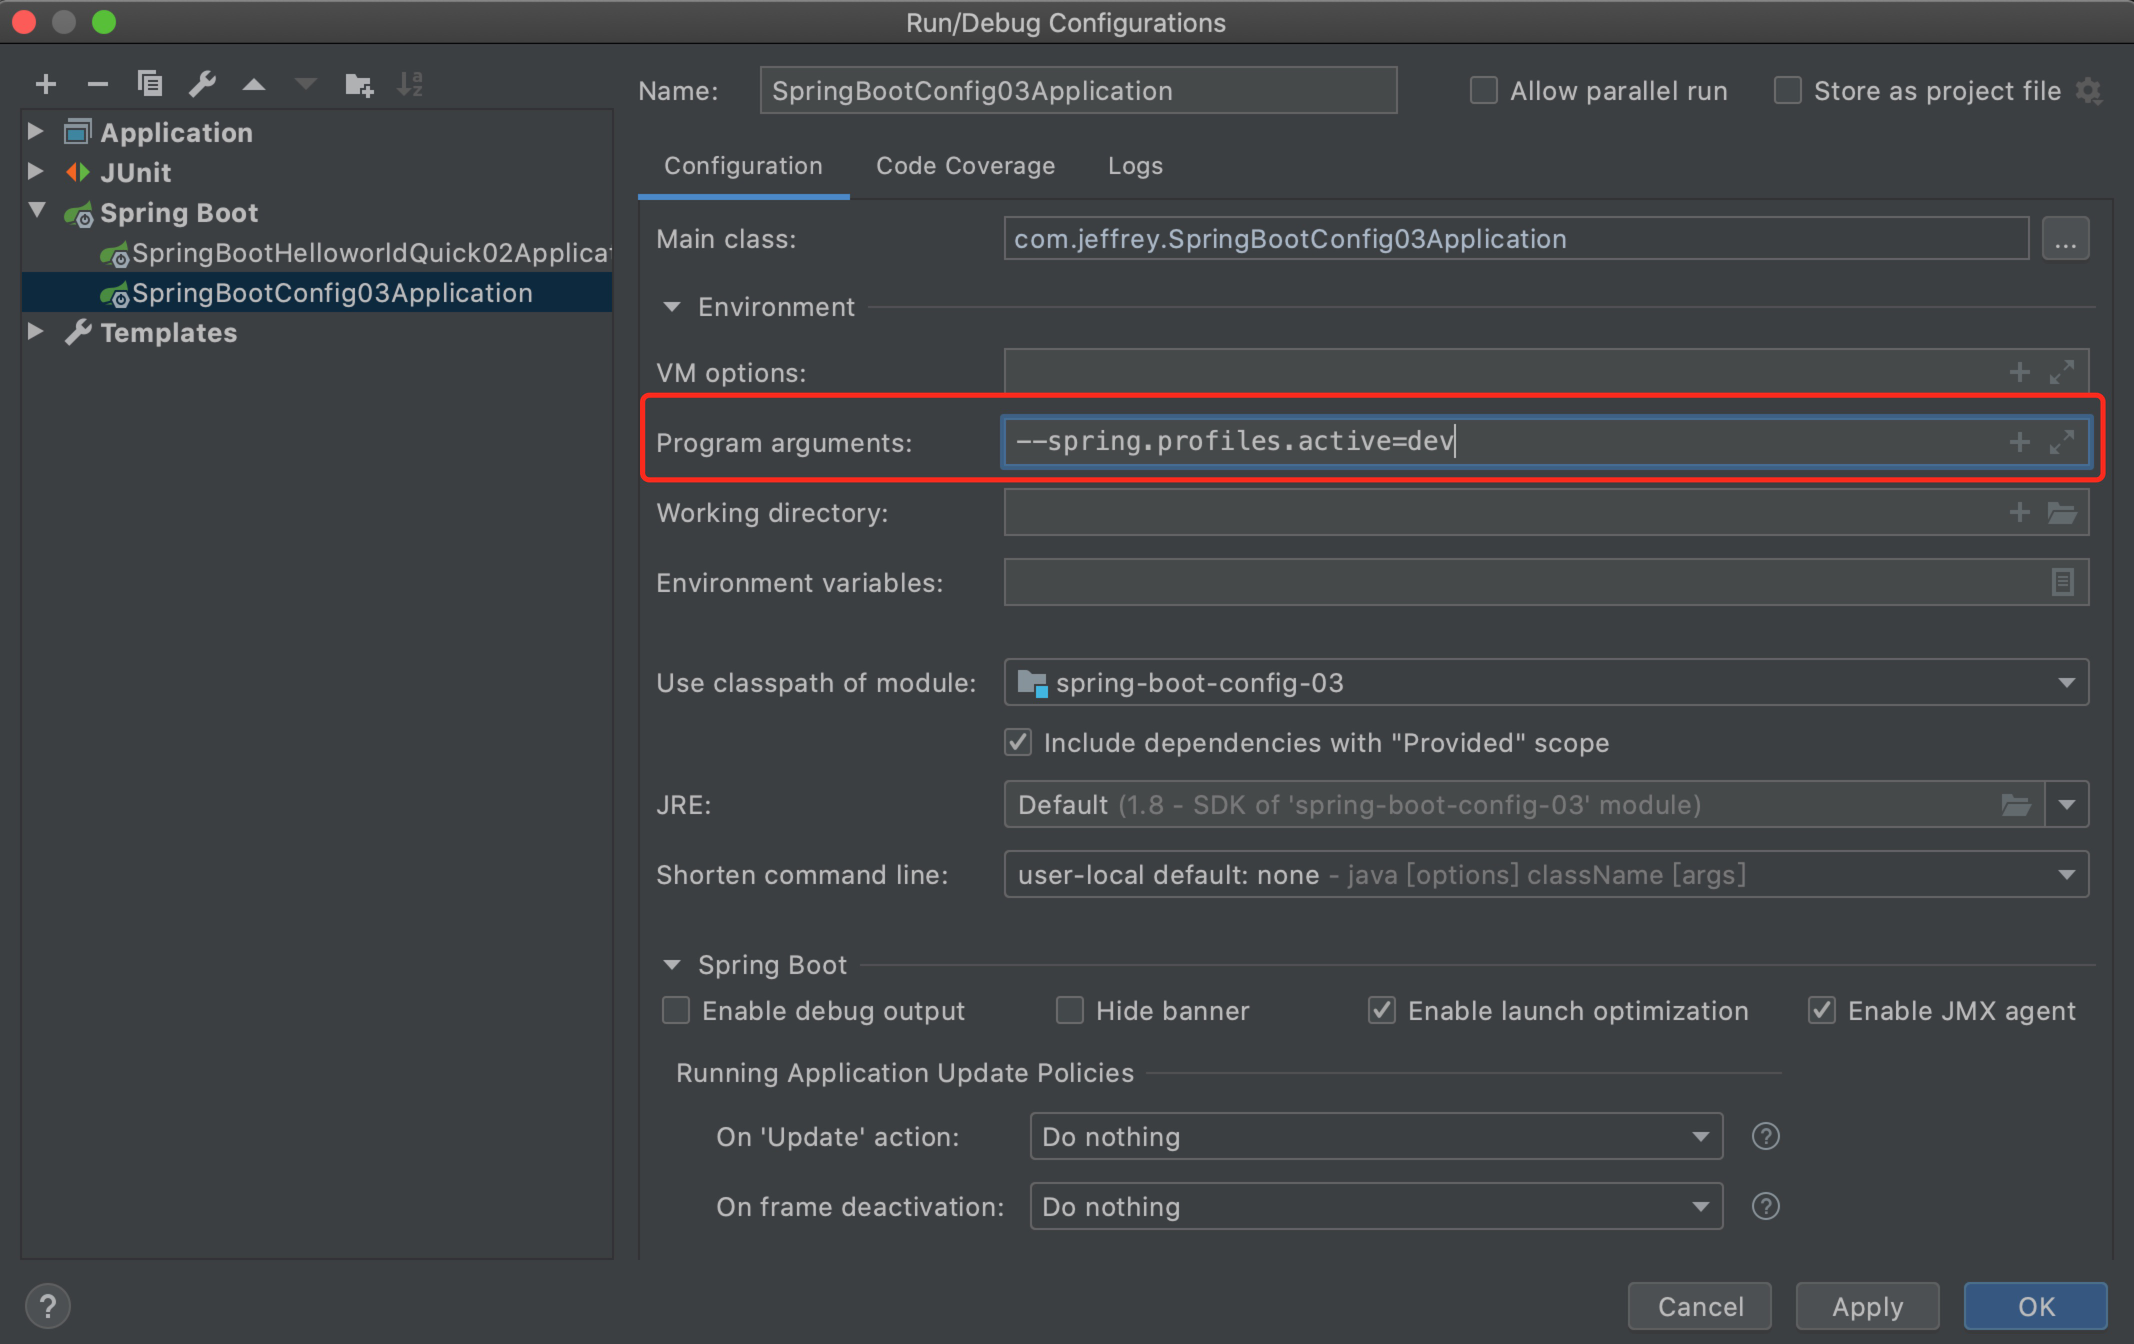 Run/Debug Configurations
Application
JUnit
Spring Boot
SpringBootHelloworldQuick02Applicat
SpringBootConfig03Application
Templates
Name: SpringBootConfig03Application Allow parallel run Store as project file
Configuration Code Coverage Logs
Main class: com.jeffrey.SpringBootConfig03Application ...
Environment
VM options:
Program arguments: --spring.profiles.active=dev
Working directory:
Environment variables:
Use classpath of module: spring-boot-config-03
Include dependencies with "Provided" scope
JRE: Default (1.8 - SDK of 'spring-boot-config-03' module)
Shorten command line: user-local default: none - java [options] className [args]
Spring Boot
Enable debug output Hide banner Enable launch optimization Enable JMX agent
Running Application Update Policies
On 'Update' action: Do nothing ?
On frame deactivation: Do nothing ?
? Cancel Apply OK